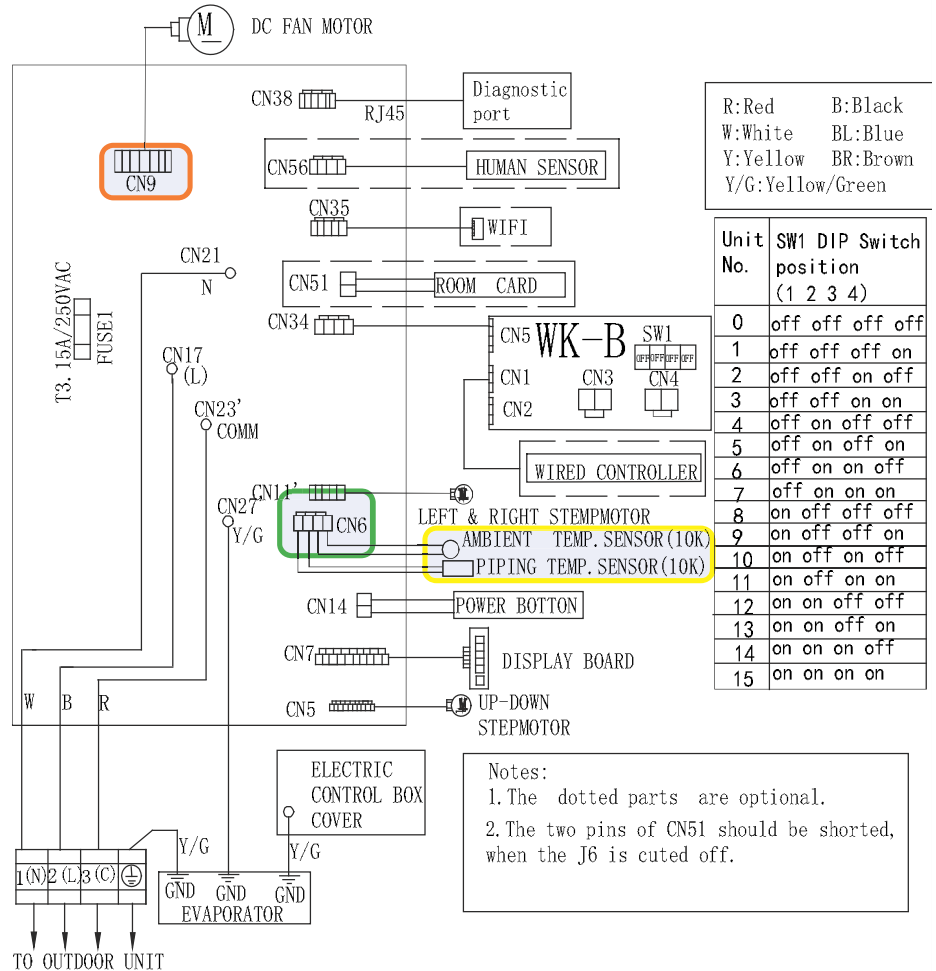 M
DC FAN MOTOR
CN9
CN38
RJ45
Diagnostic
port
CN56
HUMAN SENSOR
CN35
WIFI
CN21
N
CN51
ROOM CARD
T3.15A/250VAC
FUSE1
CN34
CN5
WK-B
SW1
OFF OFF OFF OFF
CN1
CN3
CN4
CN2
CN17
(L)
CN23'
COMM
WIRED CONTROLLER
CN11'
M
LEFT & RIGHT STEMPMOTOR
CN27'
Y/G
CN6
AMBIENT TEMP.SENSOR(10K)
PIPING TEMP.SENSOR(10K)
CN14
POWER BOTTON
CN7
DISPLAY BOARD
CN5
M
UP-DOWN
STEPMOTOR
W
B
R
ELECTRIC
CONTROL BOX
COVER
Y/G
Y/G
1(N) 2(L) 3(C)
GND
GND
GND
EVAPORATOR
TO OUTDOOR UNIT
R:Red B:Black
W:White BL:Blue
Y:Yellow BR:Brown
Y/G:Yellow/Green
Unit No.
SW1 DIP Switch
position
(1 2 3 4)
0 off off off off
1 off off off on
2 off off on off
3 off off on on
4 off on off off
5 off on off on
6 off on on off
7 off on on on
8 on off off off
9 on off off on
10 on off on off
11 on off on on
12 on on off off
13 on on off on
14 on on on off
15 on on on on
Notes:
1.The dotted parts are optional.
2.The two pins of CN51 should be shorted,
when the J6 is cuted off.